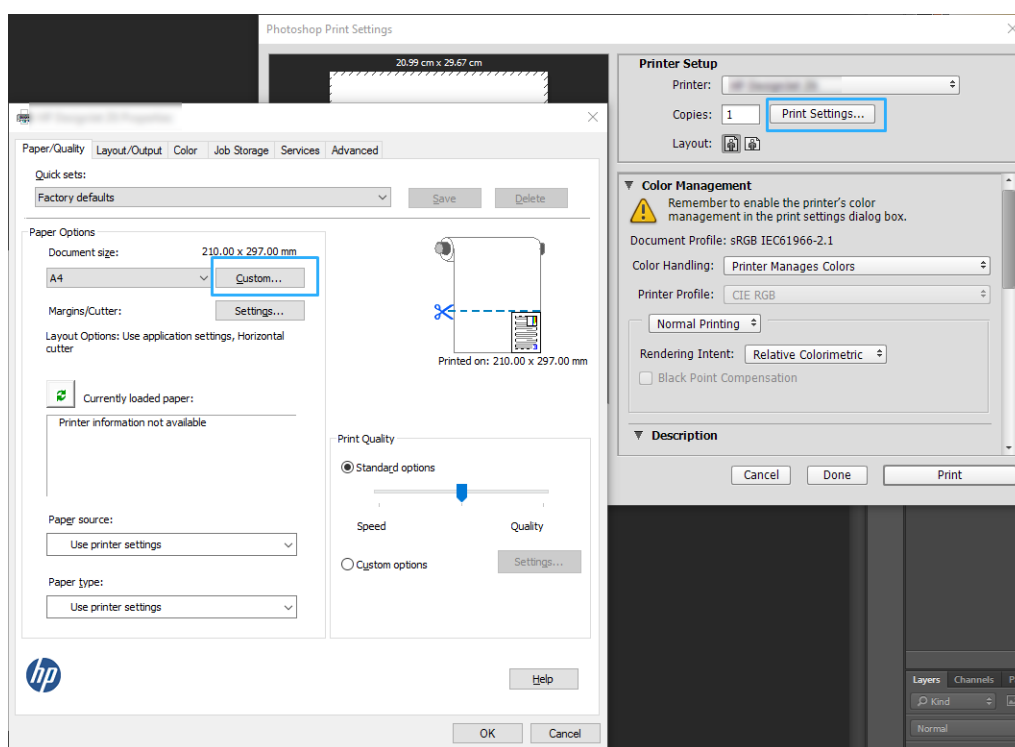 Photoshop Print Settings
20.99 cm x 29.67 cm
Printer Setup
Printer:
Copies: 1 Print Settings...
Layout:
Color Management
Remember to enable the printer's color
management in the print settings dialog box.
Document Profile: sRGB IEC61966-2.1
Color Handling: Printer Manages Colors
Printer Profile: CIE RGB
Normal Printing
Rendering Intent: Relative Colorimetric
Black Point Compensation
Description
Cancel Done Print
Paper/Quality Layout/Output Color Job Storage Services Advanced
Quick sets:
Factory defaults Save Delete
Paper Options
Document size: 210.00 x 297.00 mm
A4 Custom...
Margins/Cutter: Settings...
Layout Options: Use application settings, Horizontal
cutter
Printed on: 210.00 x 297.00 mm
Currently loaded paper:
Printer information not available
Print Quality
Standard options
Speed Quality
Custom options Settings...
Paper source:
Use printer settings
Paper type:
Use printer settings
hp
Help
OK Cancel
Layers Channels P
Kind
Normal